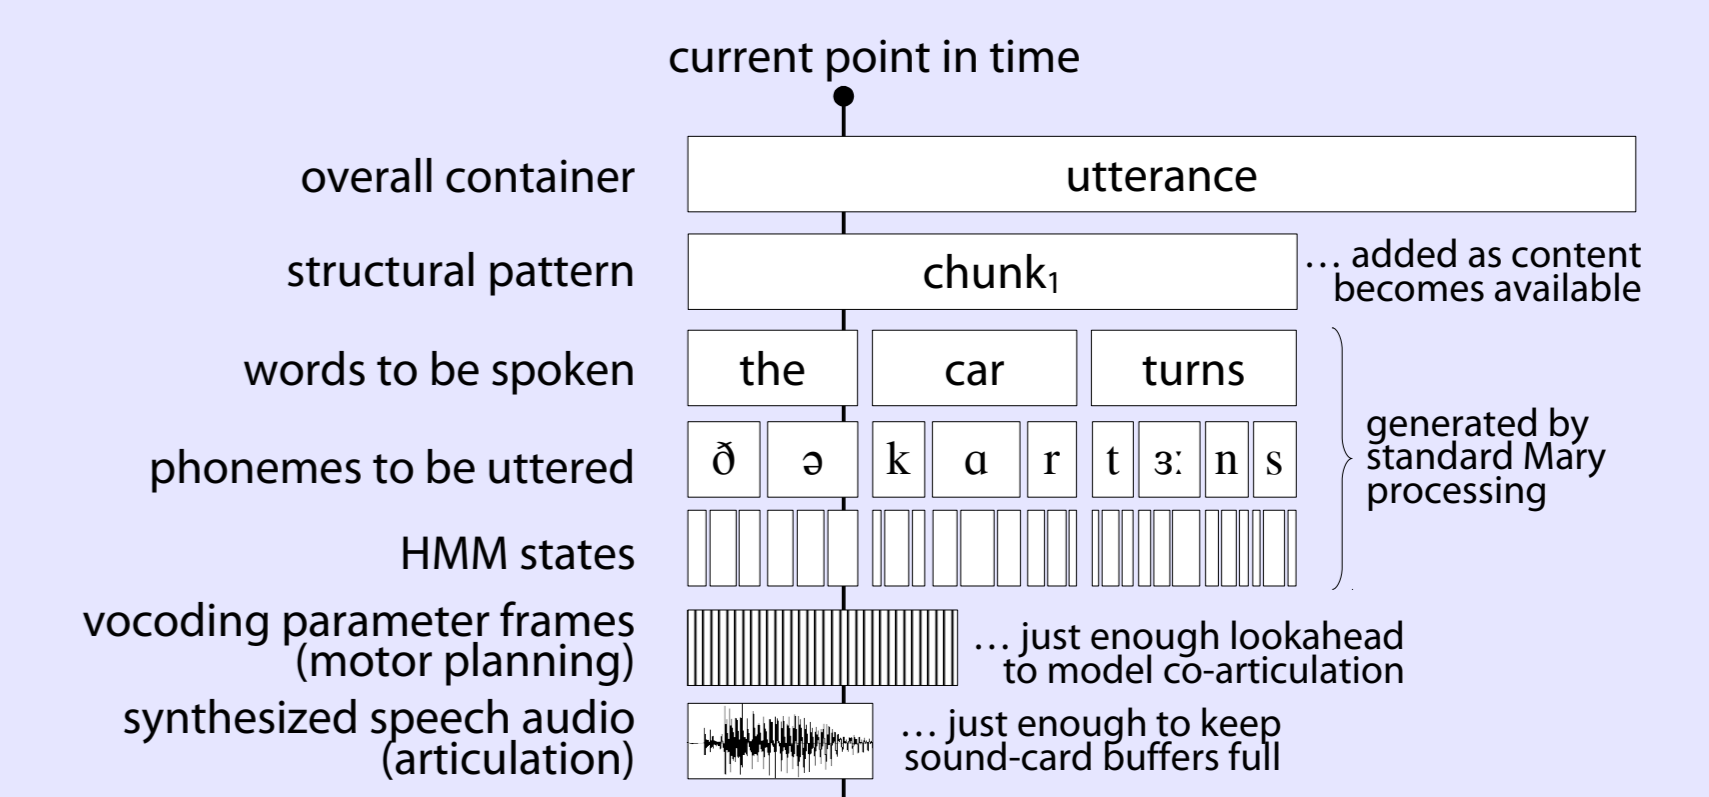 current point in time
overall container
utterance
structural pattern
chunk₁
… added as content
becomes available
words to be spoken
the
car
turns
phonemes to be uttered
ð
ə
k
ɑ
r
t
ɜː
n
s
generated by
standard Mary
processing
HMM states
vocoding parameter frames
(motor planning)
… just enough lookahead
to model co-articulation
synthesized speech audio
(articulation)
… just enough to keep
sound-card buffers full